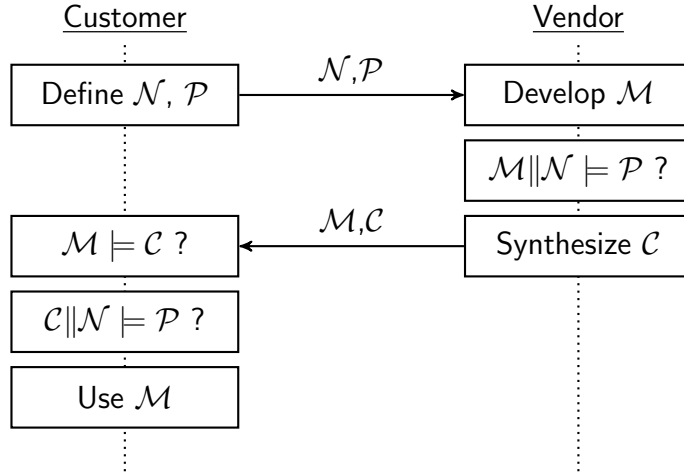 Customer
Vendor
Define 𝒩, 𝒫
𝒩,𝒫
Develop ℳ
ℳ||𝒩 ⊨ 𝒫 ?
ℳ ⊨ 𝒞 ?
ℳ,𝒞
Synthesize 𝒞
𝒞||𝒩 ⊨ 𝒫 ?
Use ℳ